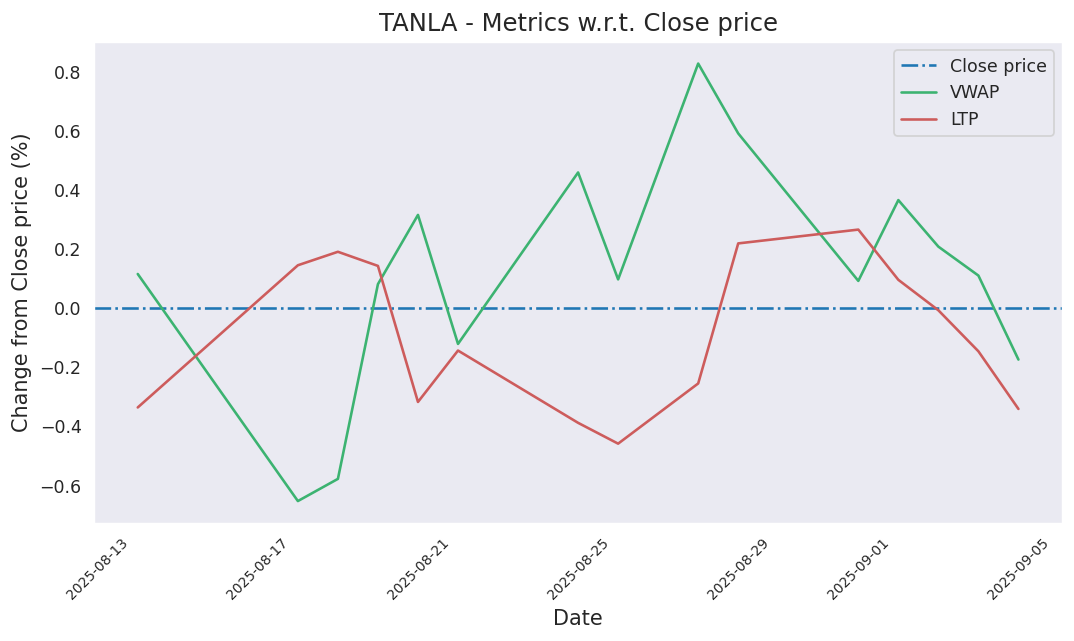 TANLA - Metrics w.r.t. Close price
Close price
VWAP
LTP
Change from Close price (%)
0.8
0.6
0.4
0.2
0.0
−0.2
−0.4
−0.6
2025-08-13
2025-08-17
2025-08-21
2025-08-25
2025-08-29
2025-09-01
2025-09-05
Date